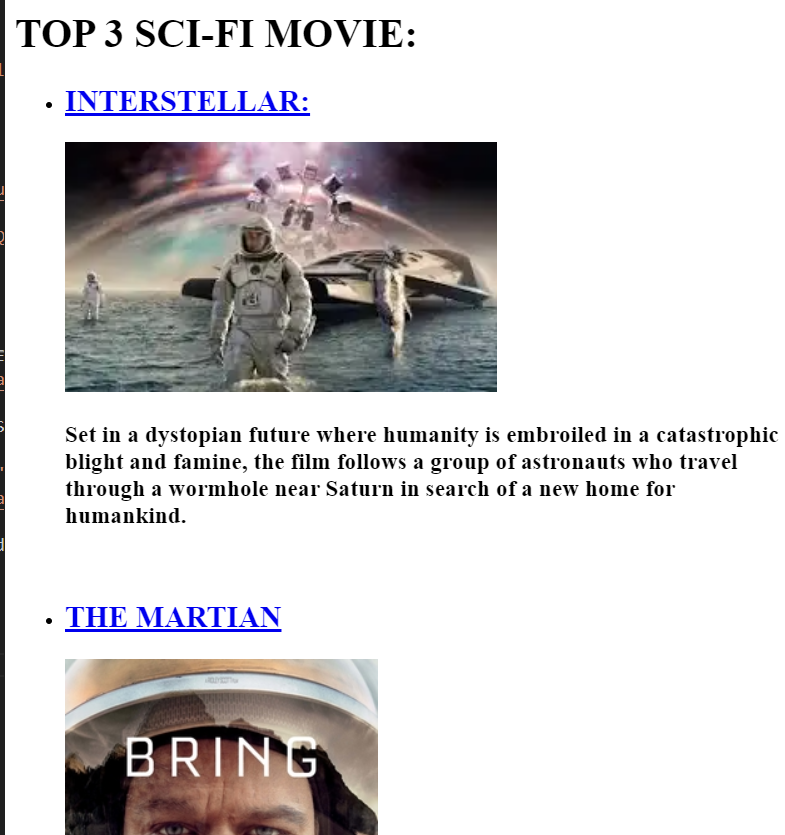 TOP 3 SCI-FI MOVIE:
INTERSTELLAR:
Set in a dystopian future where humanity is embroiled in a catastrophic
blight and famine, the film follows a group of astronauts who travel
through a wormhole near Saturn in search of a new home for
humankind.
THE MARTIAN
BRING